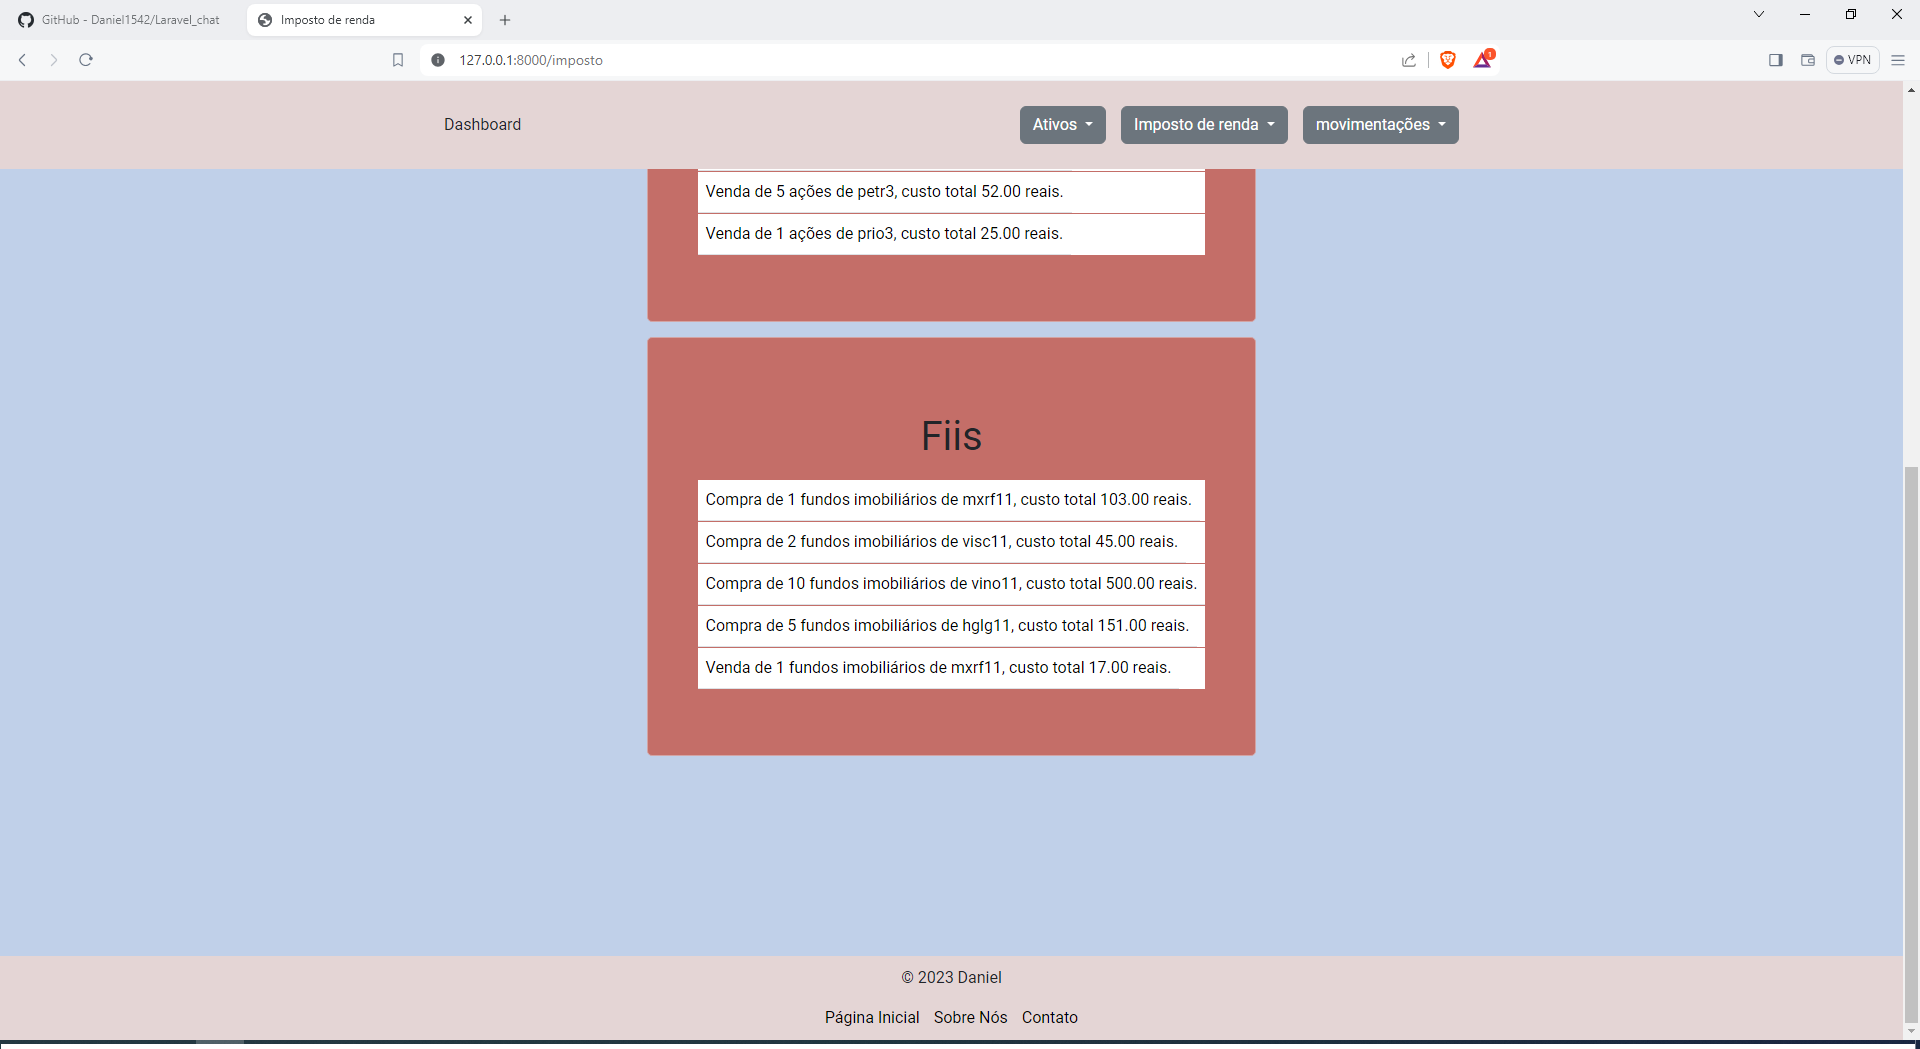 GitHub - Daniel1542/Laravel_chat
Imposto de renda
127.0.0.1:8000/imposto
1
VPN
Dashboard
Ativos
Imposto de renda
movimentações
Venda de 5 ações de petr3, custo total 52.00 reais.
Venda de 1 ações de prio3, custo total 25.00 reais.
Fiis
Compra de 1 fundos imobiliários de mxrf11, custo total 103.00 reais.
Compra de 2 fundos imobiliários de visc11, custo total 45.00 reais.
Compra de 10 fundos imobiliários de vino11, custo total 500.00 reais.
Compra de 5 fundos imobiliários de hglg11, custo total 151.00 reais.
Venda de 1 fundos imobiliários de mxrf11, custo total 17.00 reais.
© 2023 Daniel
Página Inicial Sobre Nós Contato